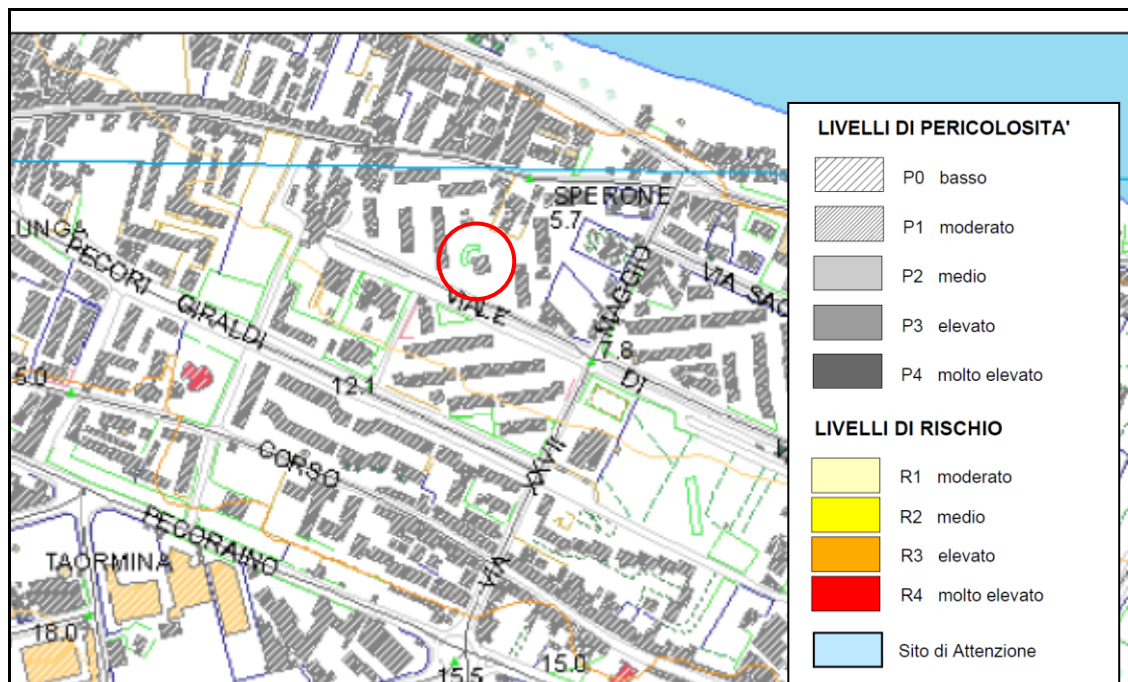 SPERONE
5.7
UNGA
PECORI
GIRALDI
VIALE
MAGGIO
VIA SAC
7.8
DI
5.0
12.1
CORSO
XXVII
VIA
PECORAINO
TAORMINA
18.0
15.5
15.0
LIVELLI DI PERICOLOSITA'
P0 basso
P1 moderato
P2 medio
P3 elevato
P4 molto elevato
LIVELLI DI RISCHIO
R1 moderato
R2 medio
R3 elevato
R4 molto elevato
Sito di Attenzione